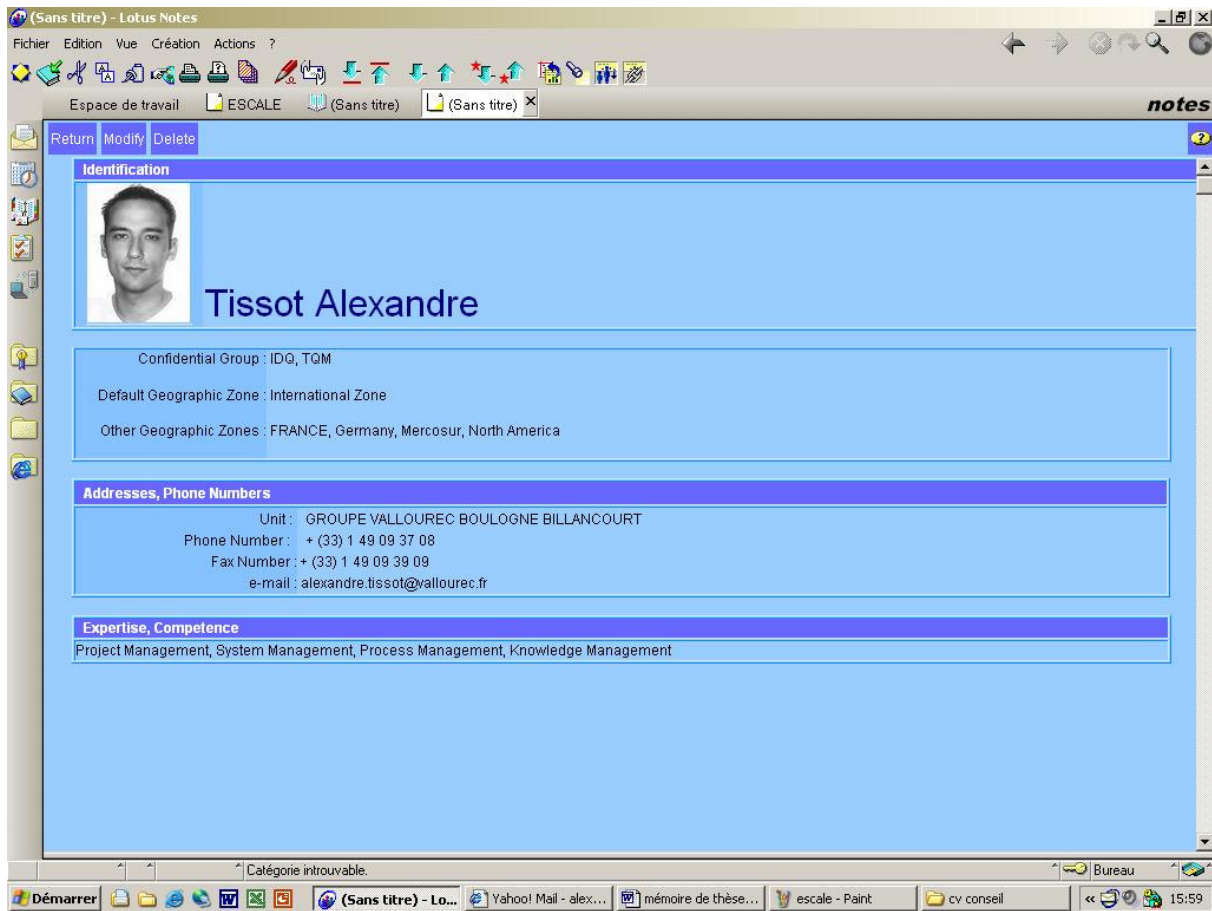 (Sans titre) - Lotus Notes
Fichier Edition Vue Création Actions ?
Espace de travail ESCALE (Sans titre) (Sans titre) notes
Return Modify Delete
Identification
Tissot Alexandre
Confidential Group : IDQ, TQM
Default Geographic Zone : International Zone
Other Geographic Zones : FRANCE, Germany, Mercosur, North America
Addresses, Phone Numbers
Unit : GROUPE VALLOUREC BOULOGNE BILLANCOURT
Phone Number : + (33) 1 49 09 37 08
Fax Number : + (33) 1 49 09 39 09
e-mail : alexandre.tissot@vallourec.fr
Expertise, Competence
Project Management, System Management, Process Management, Knowledge Management
Catégorie introuvable. Bureau
Démarrer (Sans titre) - Lo... Yahoo! Mail - alex... mémoire de thèse... escale - Paint cv conseil « 15:59